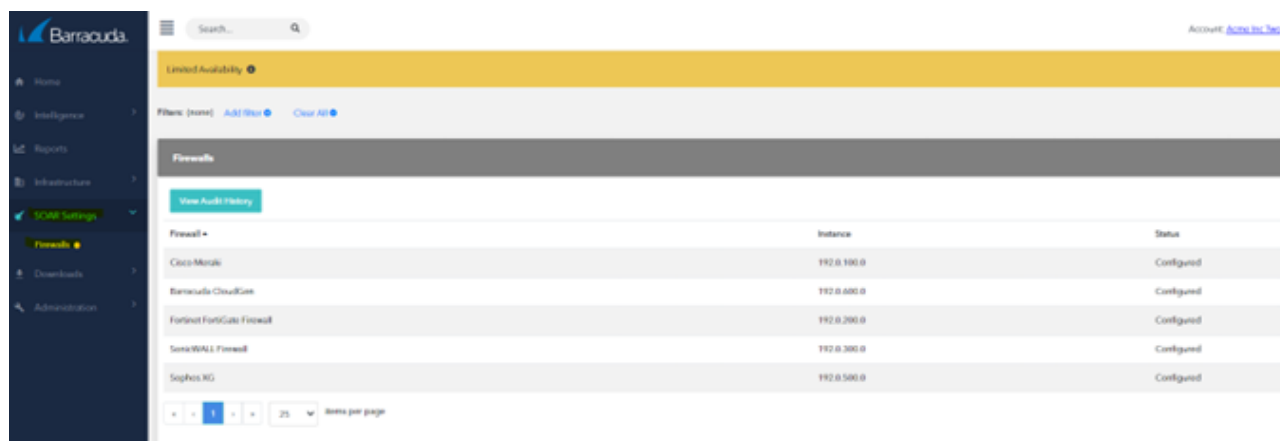 Barracuda.
Search...
Account: Acme Inc Two
Home
Intelligence
Reports
Infrastructure
SOAR Settings
Firewalls
Downloads
Administration
Limited Availability
Filters: (none) Add filter Clear All
Firewalls
View Audit History
Firewall Instance Status
Cisco Meraki 192.0.100.0 Configured
Barracuda CloudGen 192.0.600.0 Configured
Fortinet FortiGate Firewall 192.0.200.0 Configured
SonicWALL Firewall 192.0.300.0 Configured
Sophos XG 192.0.500.0 Configured
« ‹ 1 › » 25 items per page